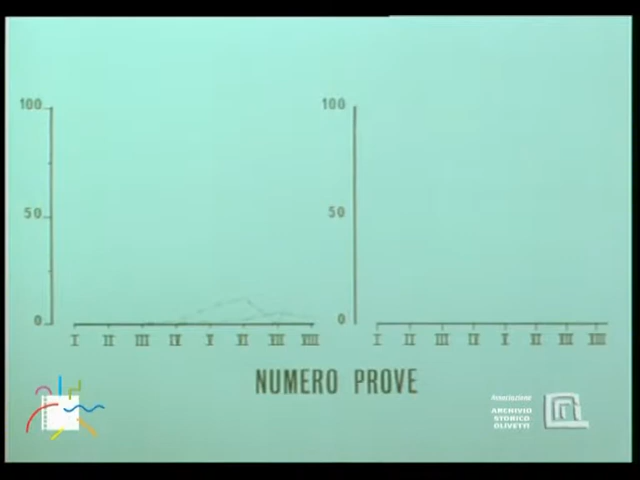 100 100
50 50
0 0
I II III IV V VI VII VIII I II III IV V VI VII VIII
NUMERO PROVE
Associazione
ARCHIVIO
STORICO
OLIVETTI